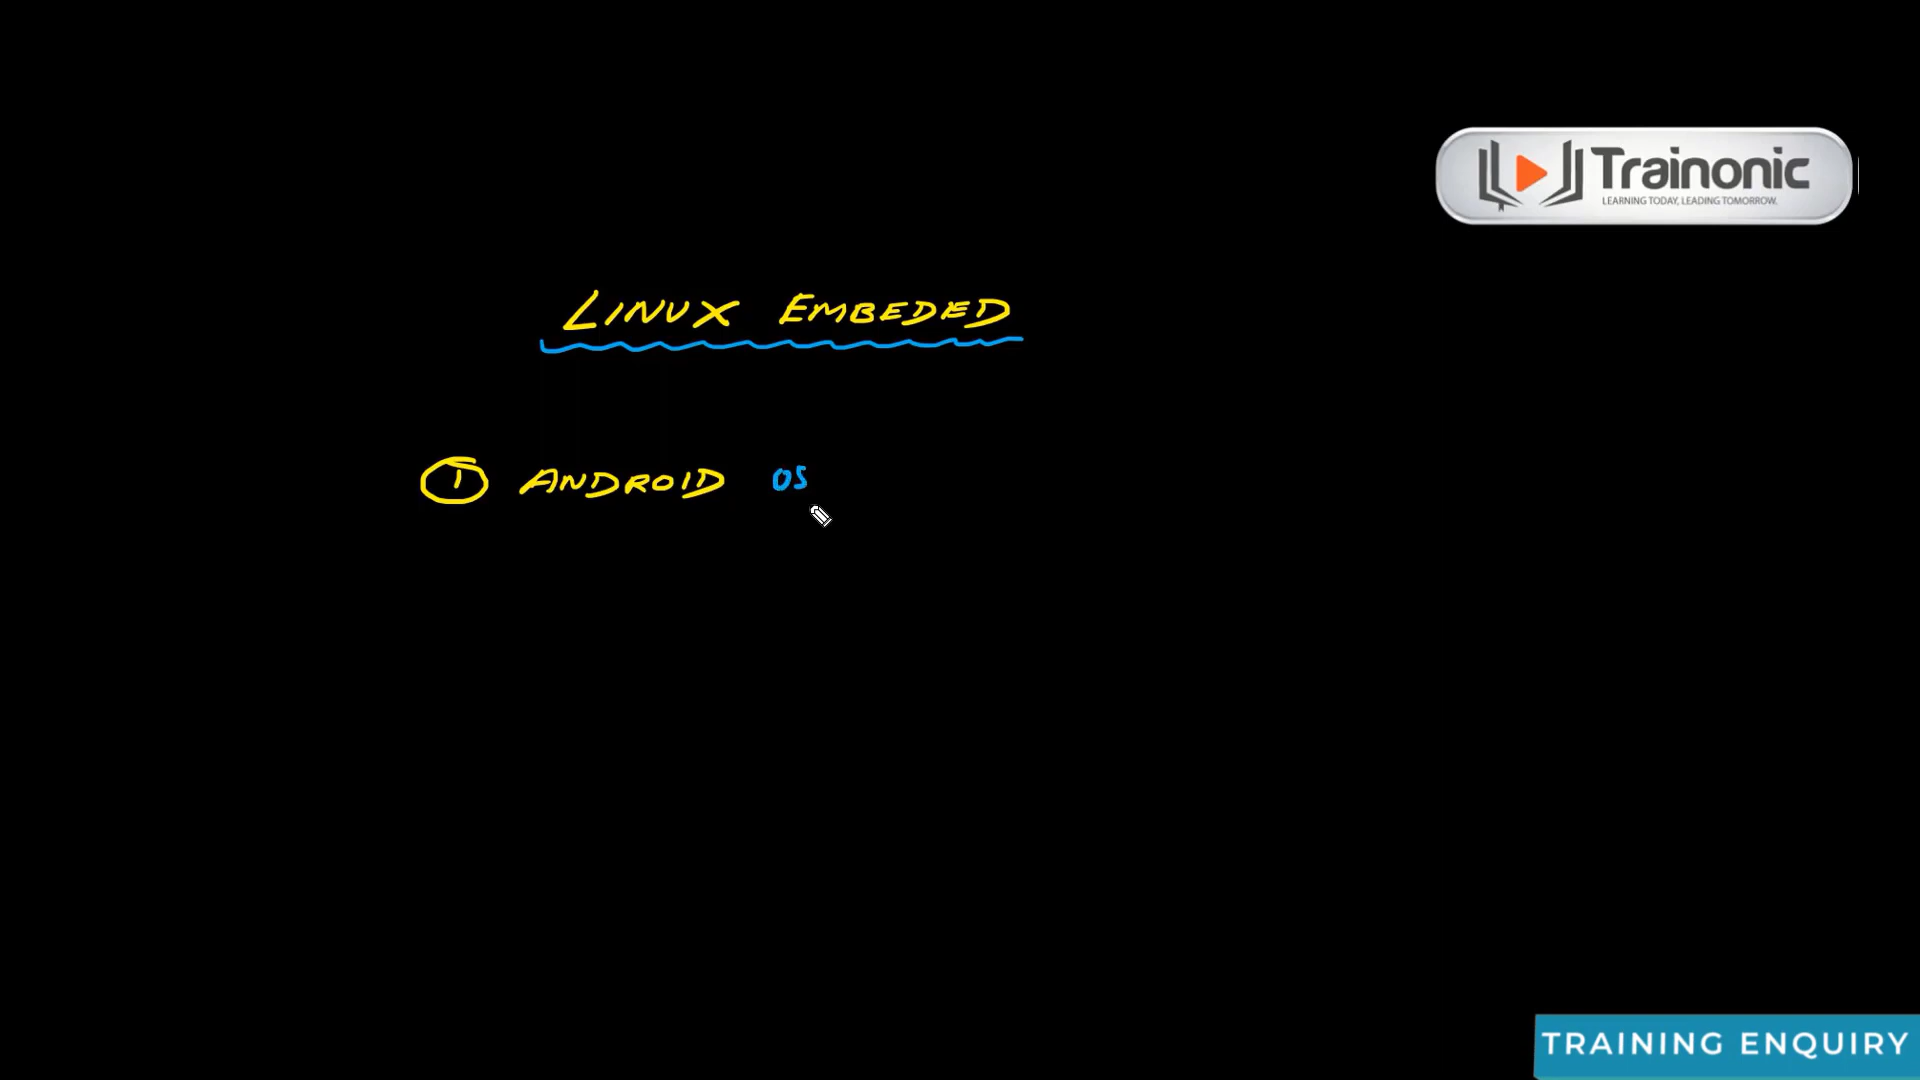 Trainonic
LEARNING TODAY, LEADING TOMORROW.
LINUX EMBEDED
1 ANDROID OS
TRAINING ENQUIRY